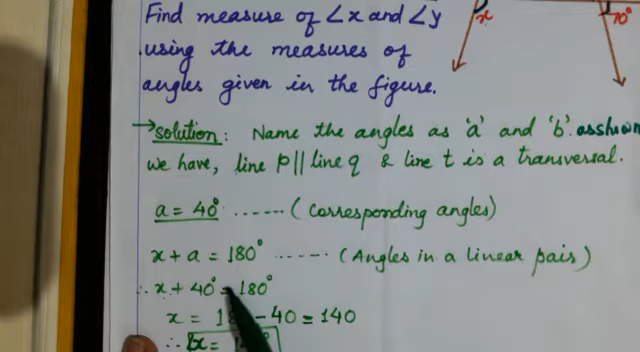 Find measure of ∠x and ∠y
using the measures of
angles given in the figure.
x
70°
→Solution: Name the angles as 'a' and 'b' asshown
we have, line p || line q & line t is a transversal.
a = 40° ...... (Corresponding angles)
x + a = 180° ...... (Angles in a linear pair)
∴ x + 40° = 180°
x = - 40 = 140
∴ x =